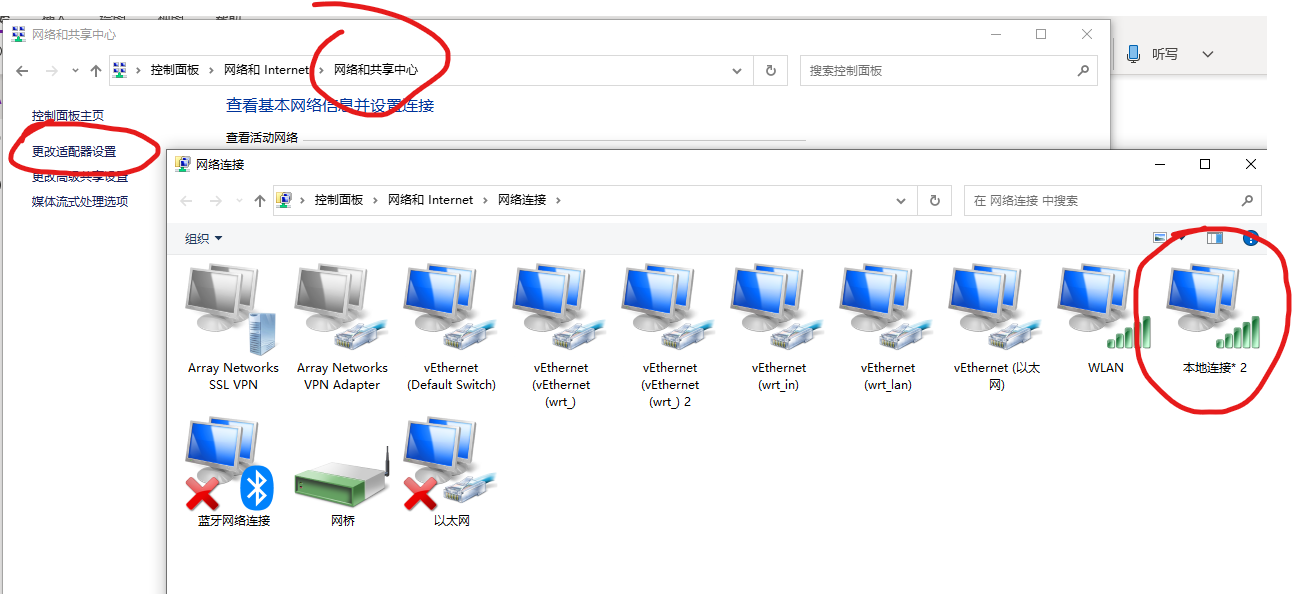 网络和共享中心
控制面板 网络和 Internet 网络和共享中心
搜索控制面板
听写
控制面板主页
更改适配器设置
更改高级共享设置
媒体流式处理选项
查看基本网络信息并设置连接
查看活动网络
网络连接
控制面板 网络和 Internet 网络连接
在 网络连接 中搜索
组织
Array Networks
SSL VPN
Array Networks
VPN Adapter
vEthernet
(Default Switch)
vEthernet
(vEthernet
(wrt_)
vEthernet
(vEthernet
(wrt_) 2
vEthernet
(wrt_in)
vEthernet
(wrt_lan)
vEthernet (以太
网)
WLAN
本地连接* 2
蓝牙网络连接
网桥
以太网